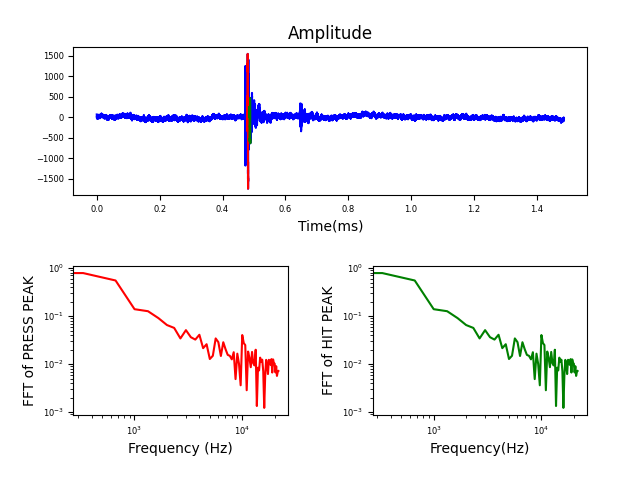 Amplitude
1500
1000
500
0
−500
−1000
−1500
0.0 0.2 0.4 0.6 0.8 1.0 1.2 1.4
Time(ms)
FFT of PRESS PEAK
10⁰
10⁻¹
10⁻²
10⁻³
10³ 10⁴
Frequency (Hz)
FFT of HIT PEAK
10⁰
10⁻¹
10⁻²
10⁻³
10³ 10⁴
Frequency(Hz)